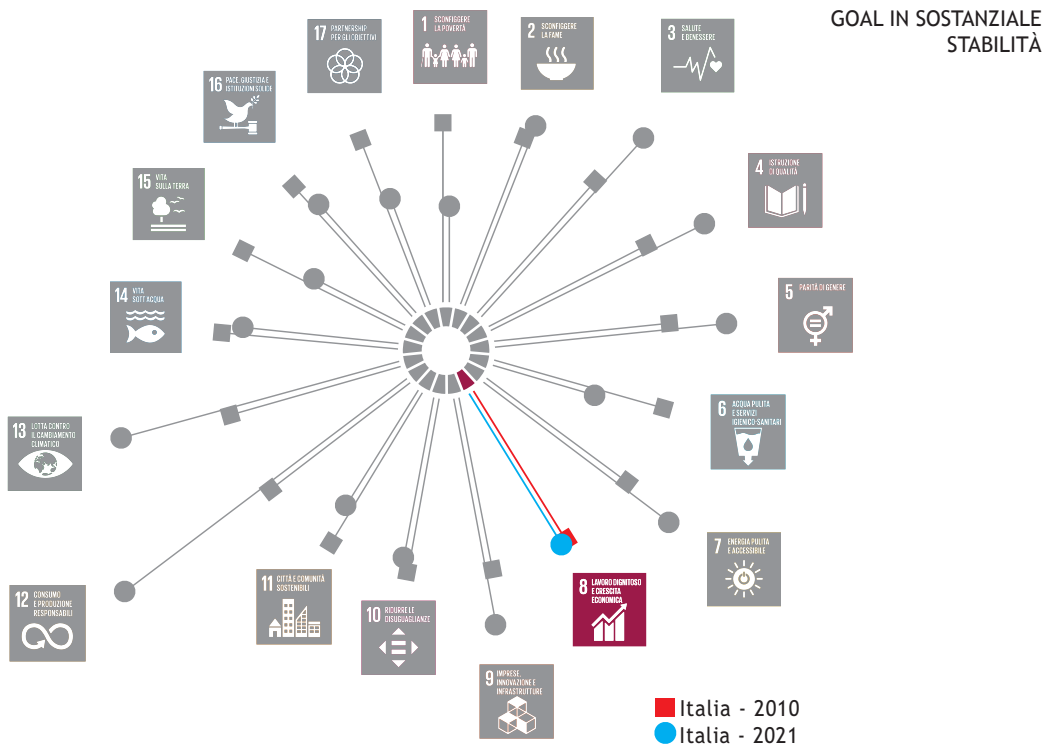 GOAL IN SOSTANZIALE
STABILITÀ
17 PARTNERSHIP
PER GLI OBIETTIVI
1 SCONFIGGERE
LA POVERTÀ
2 SCONFIGGERE
LA FAME
3 SALUTE
E BENESSERE
16 PACE, GIUSTIZIA E
ISTITUZIONI SOLIDE
4 ISTRUZIONE
DI QUALITÀ
15 VITA
SULLA TERRA
5 PARITÀ DI GENERE
14 VITA
SOTT'ACQUA
6 ACQUA PULITA
E SERVIZI
IGIENICO-SANITARI
13 LOTTA CONTRO
IL CAMBIAMENTO
CLIMATICO
7 ENERGIA PULITA
E ACCESSIBILE
12 CONSUMO
E PRODUZIONE
RESPONSABILI
11 CITTÀ E COMUNITÀ
SOSTENIBILI
10 RIDURRE LE
DISUGUAGLIANZE
8 LAVORO DIGNITOSO
E CRESCITA
ECONOMICA
9 IMPRESE,
INNOVAZIONE E
INFRASTRUTTURE
Italia - 2010
Italia - 2021